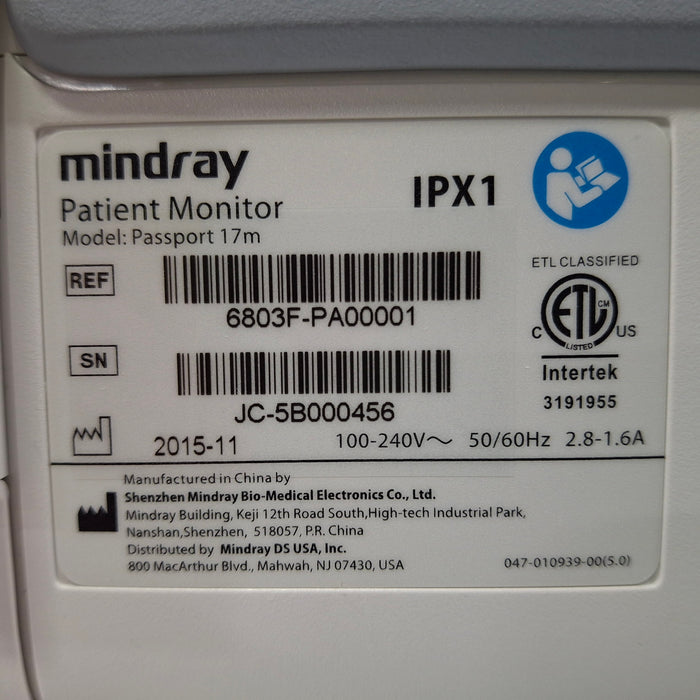 mindray
IPX1
Patient Monitor
Model: Passport 17m
REF
6803F-PA00001
SN
JC-5B000456
2015-11
100-240V～ 50/60Hz 2.8-1.6A
ETL CLASSIFIED
ETL CM
C US
LISTED
Intertek
3191955
Manufactured in China by
Shenzhen Mindray Bio-Medical Electronics Co., Ltd.
Mindray Building, Keji 12th Road South,High-tech Industrial Park,
Nanshan,Shenzhen, 518057, P.R. China
Distributed by Mindray DS USA, Inc.
800 MacArthur Blvd., Mahwah, NJ 07430, USA
047-010939-00(5.0)